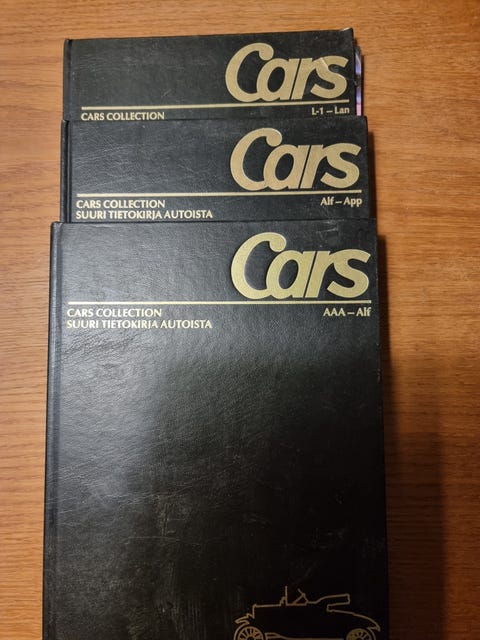 Cars
L-1 – Lan
CARS COLLECTION
Cars
Alf – App
CARS COLLECTION
SUURI TIETOKIRJA AUTOISTA
Cars
AAA – Alf
CARS COLLECTION
SUURI TIETOKIRJA AUTOISTA